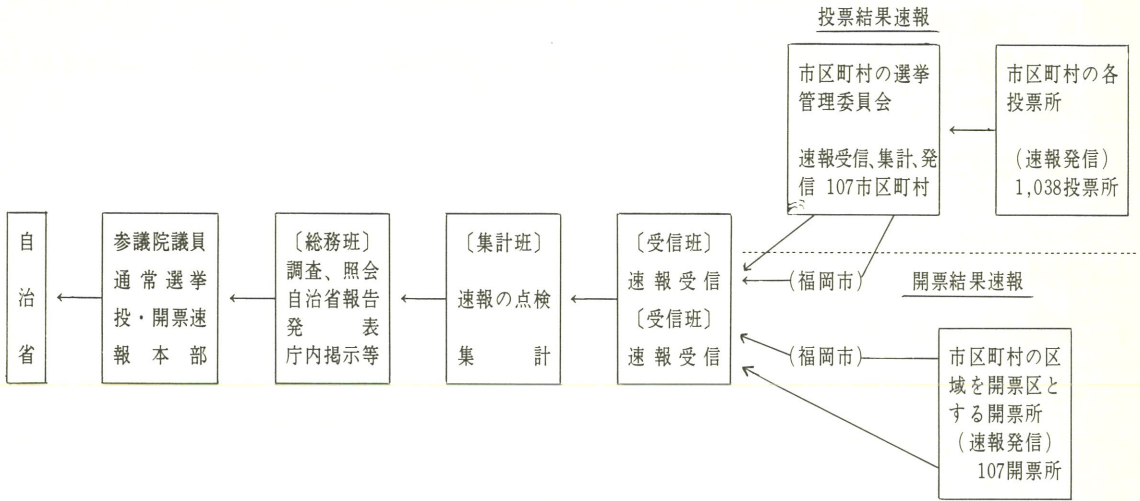 投票結果速報
市区町村の選挙
管理委員会
速報受信、集計、発
信 107市区町村
市区町村の各
投票所
(速報発信)
1,038投票所
自
治
省
参議院議員
通常選挙
投・開票速
報本部
〔総務班〕
調査、照会
自治省報告
発表
庁内掲示等
〔集計班〕
速報の点検
集計
〔受信班〕
速報受信
〔受信班〕
速報受信
(福岡市)
開票結果速報
(福岡市)
市区町村の区
域を開票区と
する開票所
(速報発信)
107開票所